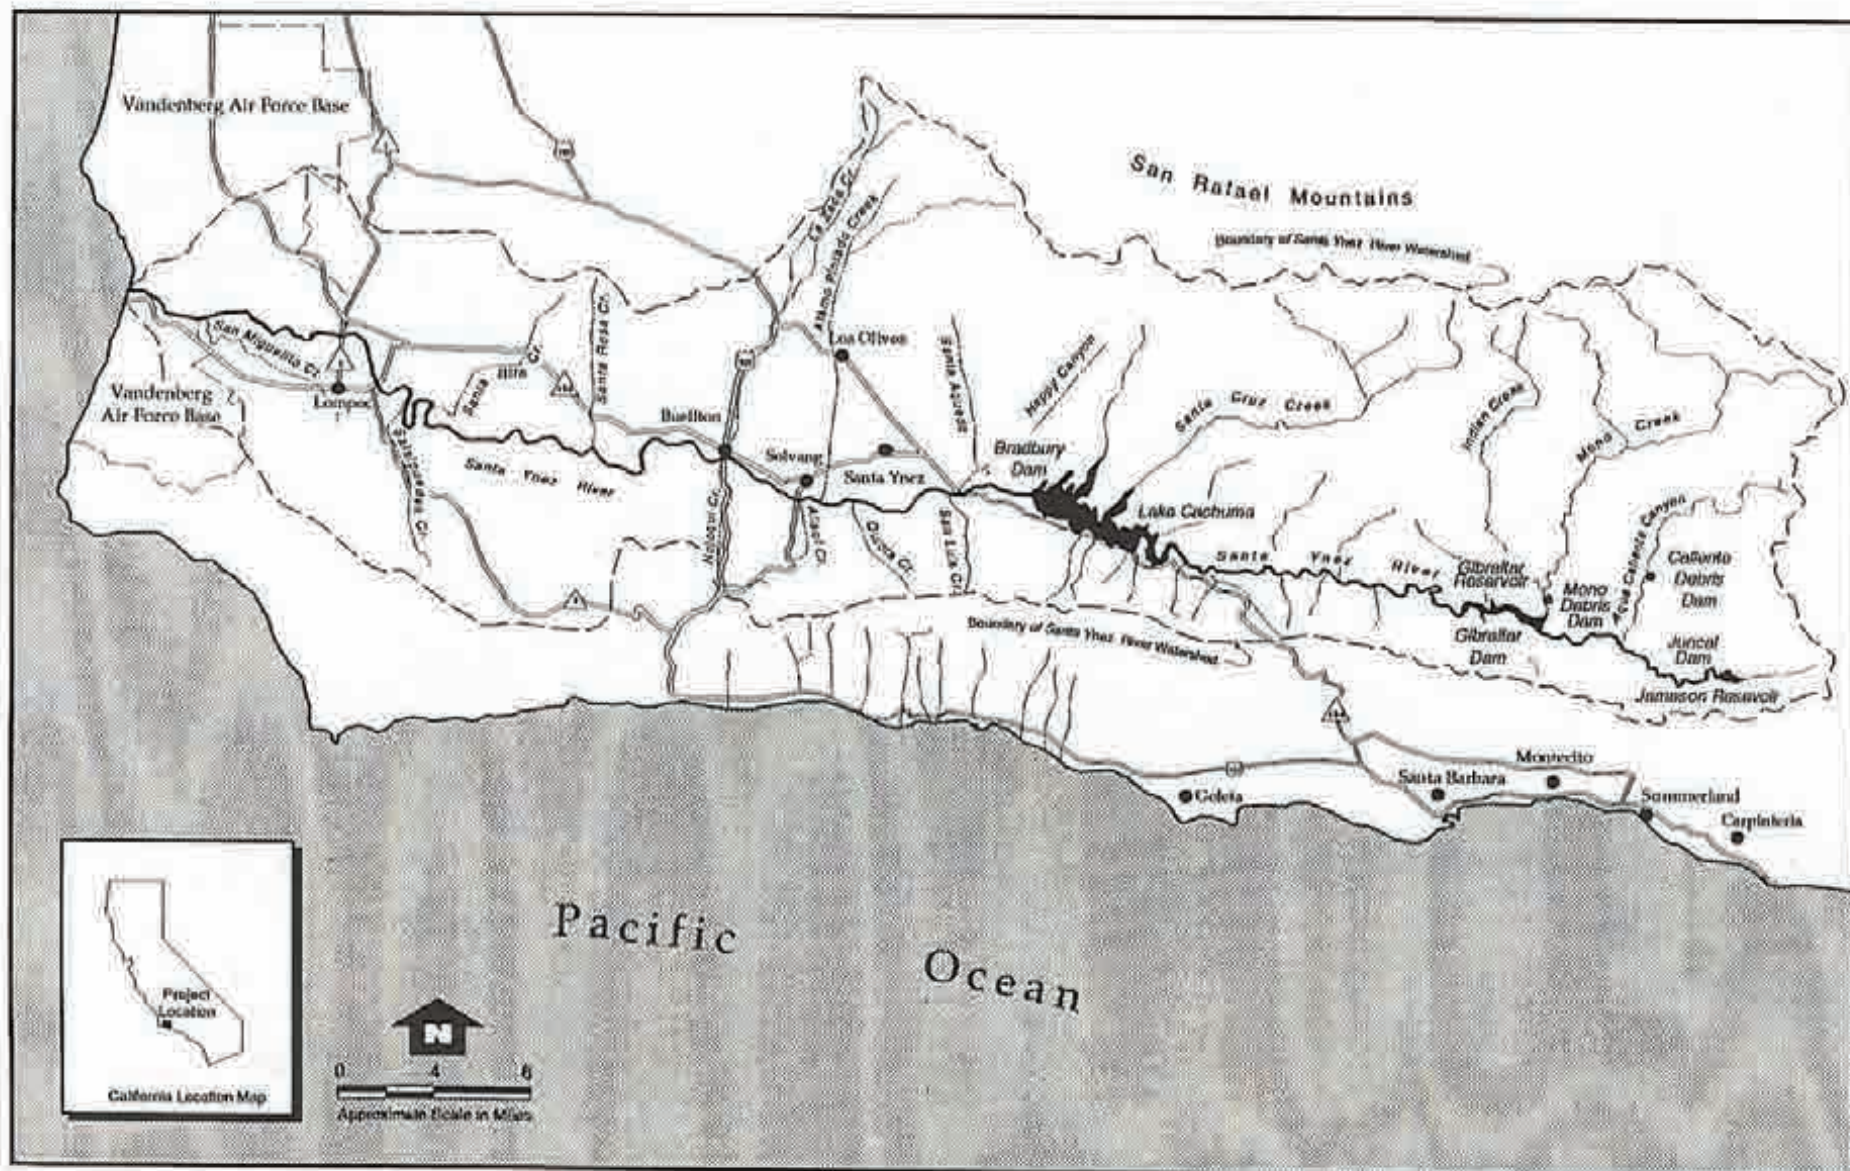 Vandenberg Air Force Base
San Rafael Mountains
Boundary of Santa Ynez River Watershed
La Zaca Cr.
Alamo Pintado Creek
Los Olivos
San Miguelito Cr.
Santa
Rita
Cr.
Santa Rosa Cr.
Santa Agueda
Happy Canyon
Santa Cruz Creek
Indian Creek
Mono Creek
Vandenberg
Air Force Base
Lompoc
Buellton
Solvang
Santa Ynez
Bradbury
Dam
Lake Cachuma
Salsipuedes Cr.
Santa Ynez River
Nojoqui Cr.
Alisal Cr.
Quiota Cr.
San Lucas Cr.
Santa Ynez River
Gibraltar
Reservoir
Mono
Debris
Dam
Agua Caliente Canyon
Caliente
Debris
Dam
Gibraltar
Dam
Juncal
Dam
Jameson Resevoir
Boundary of Santa Ynez River Watershed
Goleta
Santa Barbara
Montecito
Summerland
Carpinteria
Pacific
Ocean
Project
Location
California Location Map
N
0 4
Approximate Scale in Miles